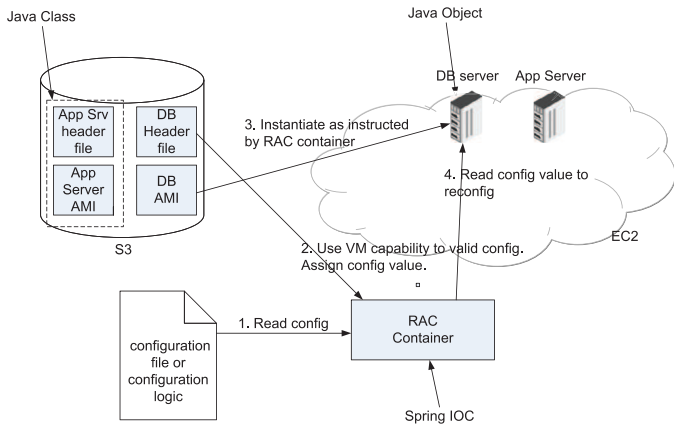 Java Class
Java Object
DB server
App Server
App Srv
header
file
DB
Header
file
3. Instantiate as instructed
by RAC container
App
Server
AMI
DB
AMI
4. Read config value to
reconfig
S3
EC2
2. Use VM capability to valid config.
Assign config value.
1. Read config
RAC
Container
configuration
file or
configuration
logic
Spring IOC